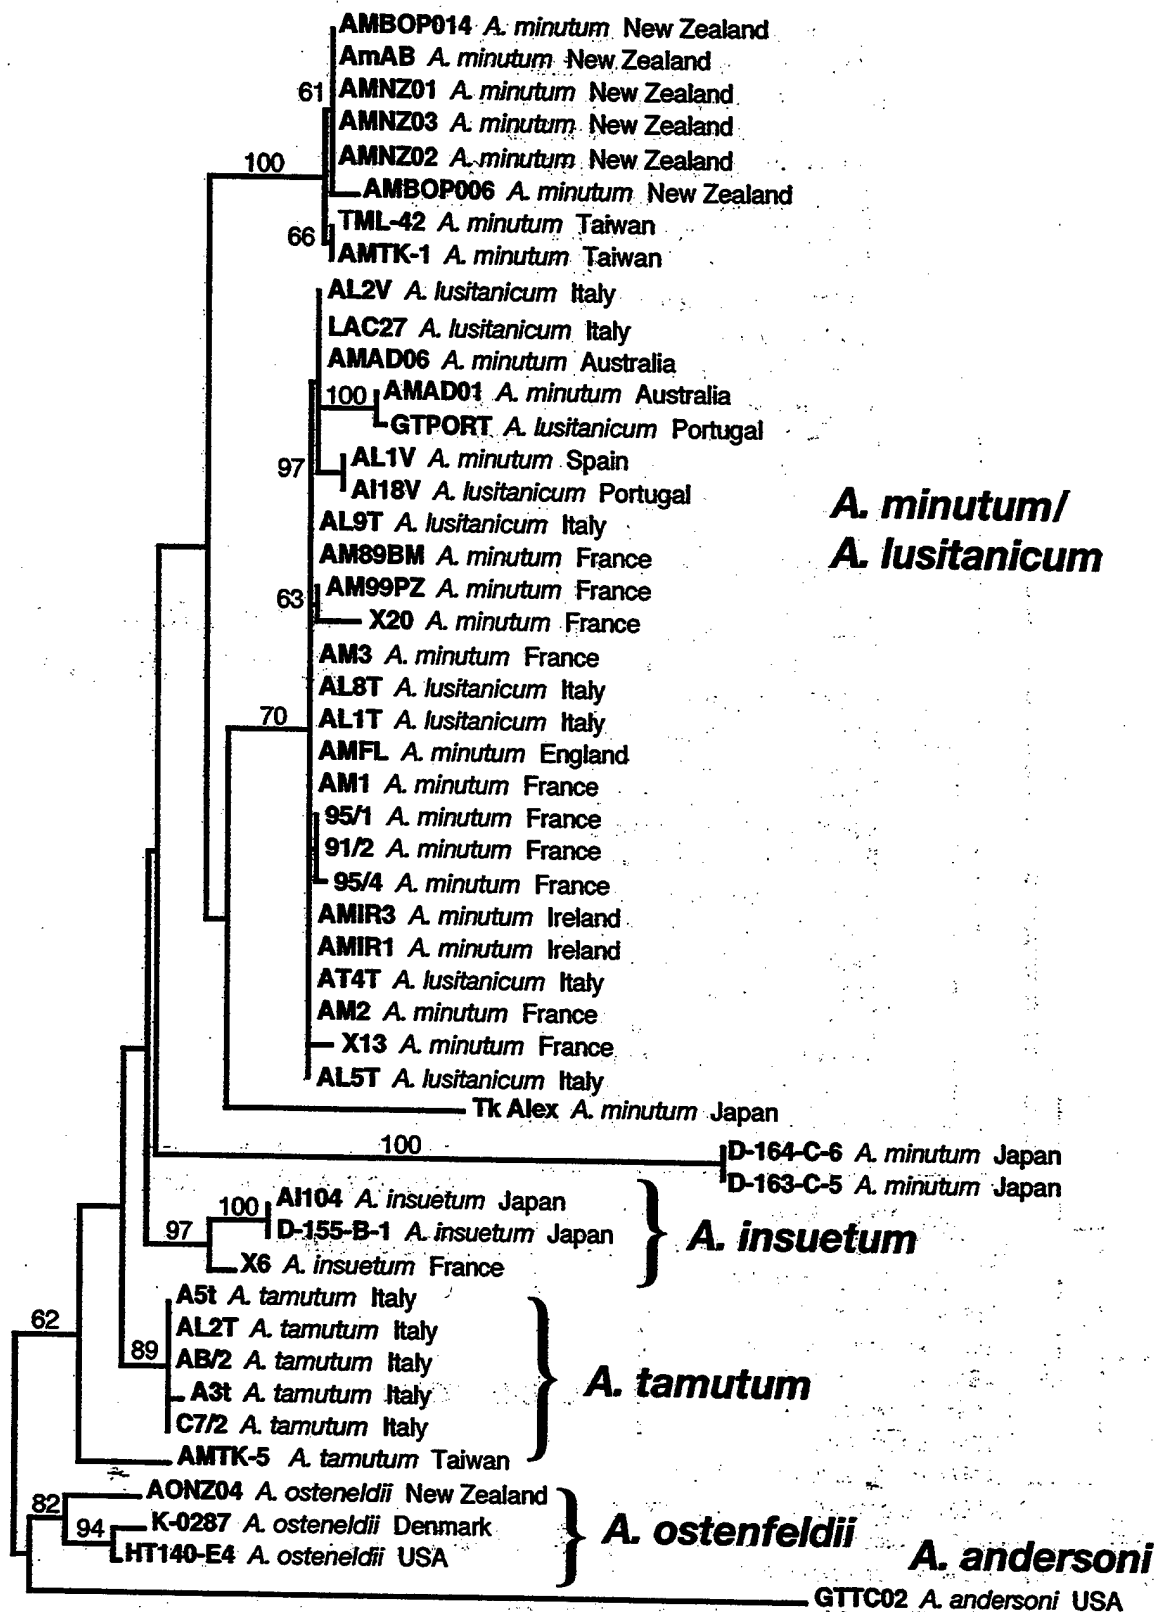 AMBOP014 A. minutum New Zealand
AmAB A. minutum New Zealand
61
AMNZ01 A. minutum New Zealand
AMNZ03 A. minutum New Zealand
100
AMNZ02 A. minutum New Zealand
AMBOP006 A. minutum New Zealand
TML-42 A. minutum Taiwan
66
AMTK-1 A. minutum Taiwan
AL2V A. lusitanicum Italy
LAC27 A. lusitanicum Italy
AMAD06 A. minutum Australia
100
AMAD01 A. minutum Australia
GTPORT A. lusitanicum Portugal
AL1V A. minutum Spain
97
AI18V A. lusitanicum Portugal
A. minutum/
A. lusitanicum
AL9T A. lusitanicum Italy
AM89BM A. minutum France
AM99PZ A. minutum France
63
X20 A. minutum France
AM3 A. minutum France
AL8T A. lusitanicum Italy
70
AL1T A. lusitanicum Italy
AMFL A. minutum England
AM1 A. minutum France
95/1 A. minutum France
91/2 A. minutum France
95/4 A. minutum France
AMIR3 A. minutum Ireland
AMIR1 A. minutum Ireland
AT4T A. lusitanicum Italy
AM2 A. minutum France
X13 A. minutum France
AL5T A. lusitanicum Italy
Tk Alex A. minutum Japan
100
D-164-C-6 A. minutum Japan
D-163-C-5 A. minutum Japan
100
AI104 A. insuetum Japan
97
D-155-B-1 A. insuetum Japan
A. insuetum
X6 A. insuetum France
A5t A. tamutum Italy
62
AL2T A. tamutum Italy
89
AB/2 A. tamutum Italy
A. tamutum
A3t A. tamutum Italy
C7/2 A. tamutum Italy
AMTK-5 A. tamutum Taiwan
82
AONZ04 A. osteneldii New Zealand
94
K-0287 A. osteneldii Denmark
A. ostenfeldii
HT140-E4 A. osteneldii USA
A. andersoni
GTTC02 A. andersoni USA